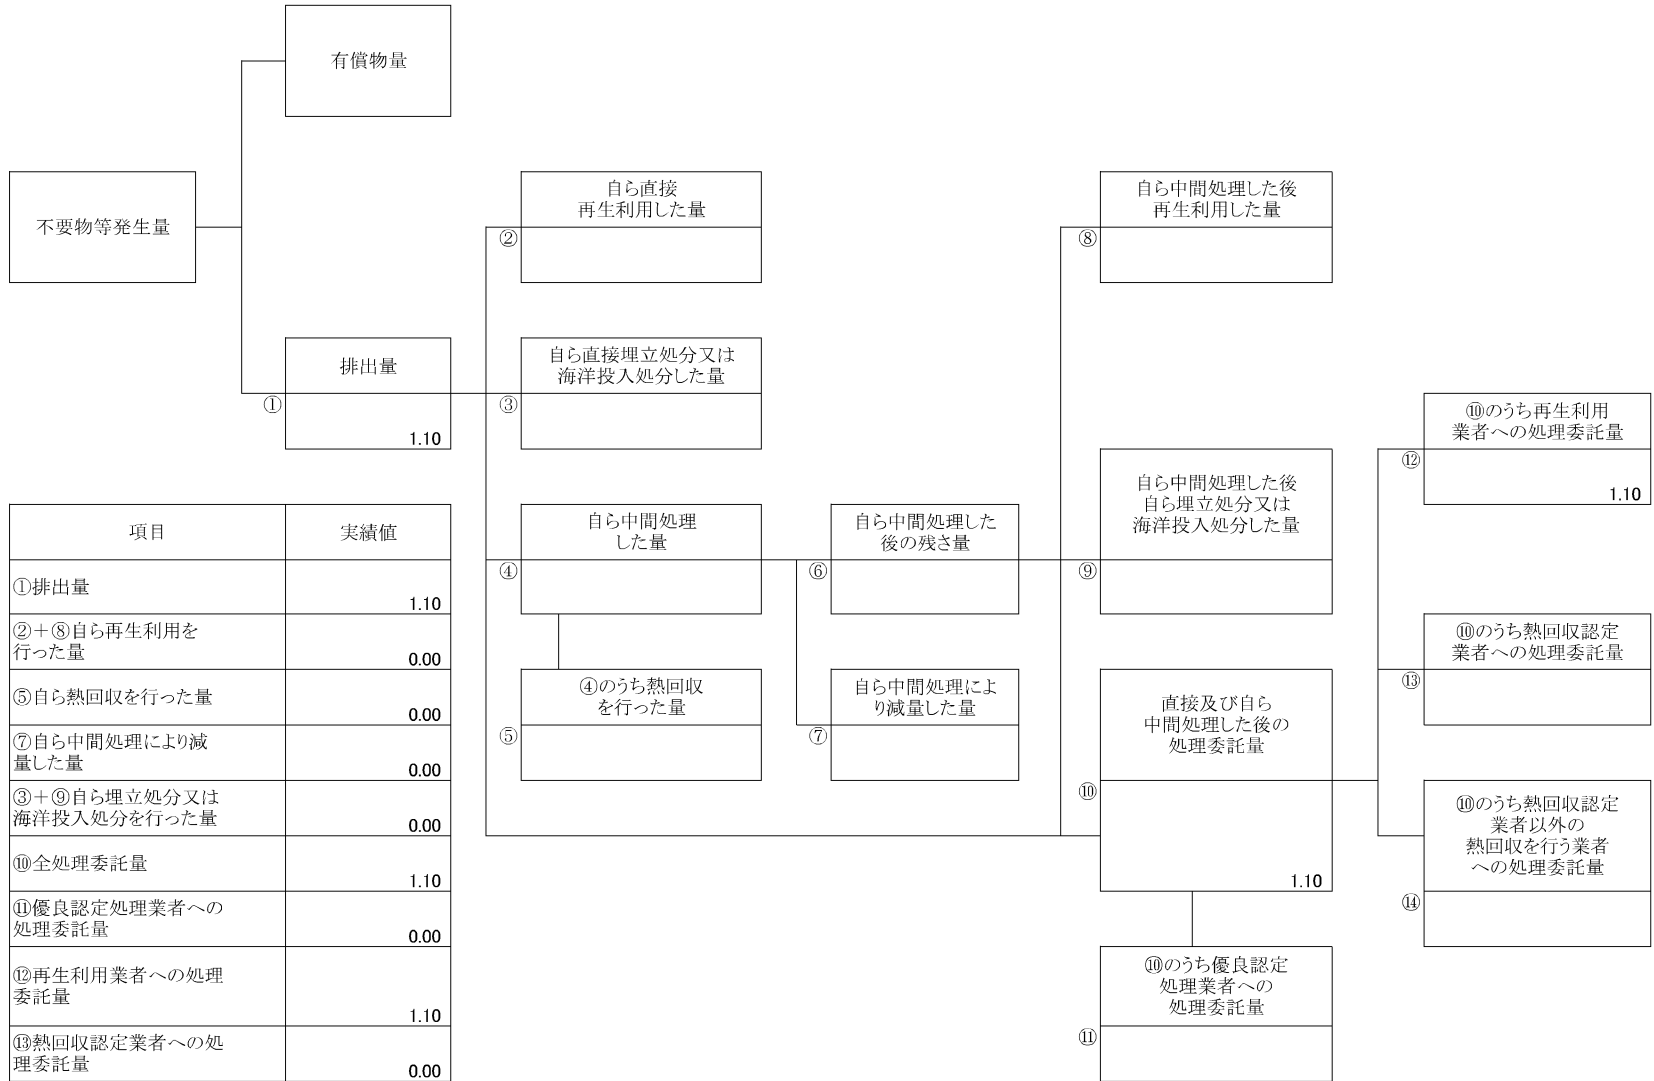 有償物量
不要物等発生量
自ら直接
再生利用した量
②
自ら中間処理した後
再生利用した量
⑧
排出量
①
1.10
自ら直接埋立処分又は
海洋投入処分した量
③
⑩のうち再生利用
業者への処理委託量
⑫
1.10
自ら中間処理した後
自ら埋立処分又は
海洋投入処分した量
⑨
自ら中間処理
した量
④
自ら中間処理した
後の残さ量
⑥
⑩のうち熱回収認定
業者への処理委託量
⑬
④のうち熱回収
を行った量
⑤
自ら中間処理によ
り減量した量
⑦
直接及び自ら
中間処理した後の
処理委託量
⑩
1.10
⑩のうち熱回収認定
業者以外の
熱回収を行う業者
への処理委託量
⑭
⑩のうち優良認定
処理業者への
処理委託量
⑪
項目 実績値
①排出量
1.10
②＋⑧自ら再生利用を
行った量
0.00
⑤自ら熱回収を行った量
0.00
⑦自ら中間処理により減
量した量
0.00
③＋⑨自ら埋立処分又は
海洋投入処分を行った量
0.00
⑩全処理委託量
1.10
⑪優良認定処理業者への
処理委託量
0.00
⑫再生利用業者への処理
委託量
1.10
⑬熱回収認定業者への処
理委託量
0.00